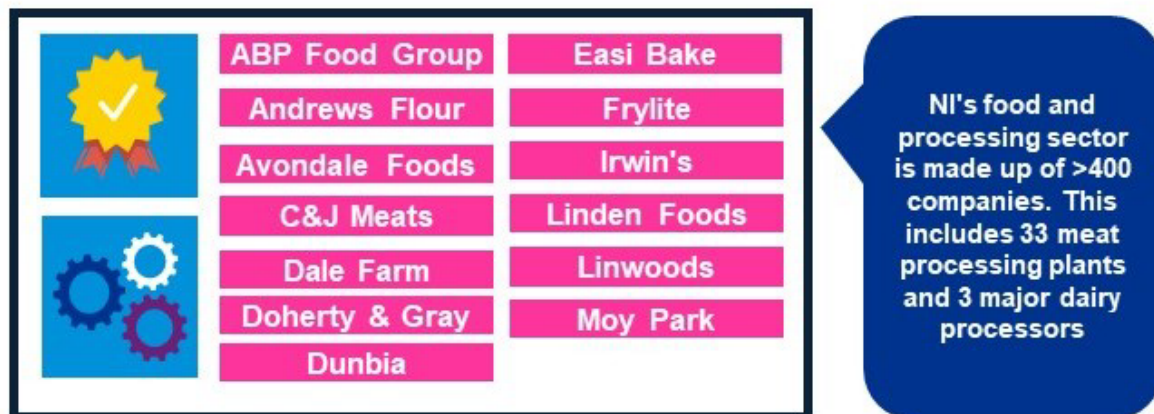 ABP Food Group
Andrews Flour
Avondale Foods
C&J Meats
Dale Farm
Doherty & Gray
Dunbia
Easi Bake
Frylite
Irwin's
Linden Foods
Linwoods
Moy Park
NI's food and
processing sector
is made up of >400
companies. This
includes 33 meat
processing plants
and 3 major dairy
processors